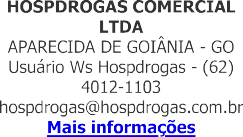 HOSPDROGAS COMERCIAL
LTDA
APARECIDA DE GOIÂNIA - GO
Usuário Ws Hospdrogas - (62)
4012-1103
hospdrogas@hospdrogas.com.br
Mais informações